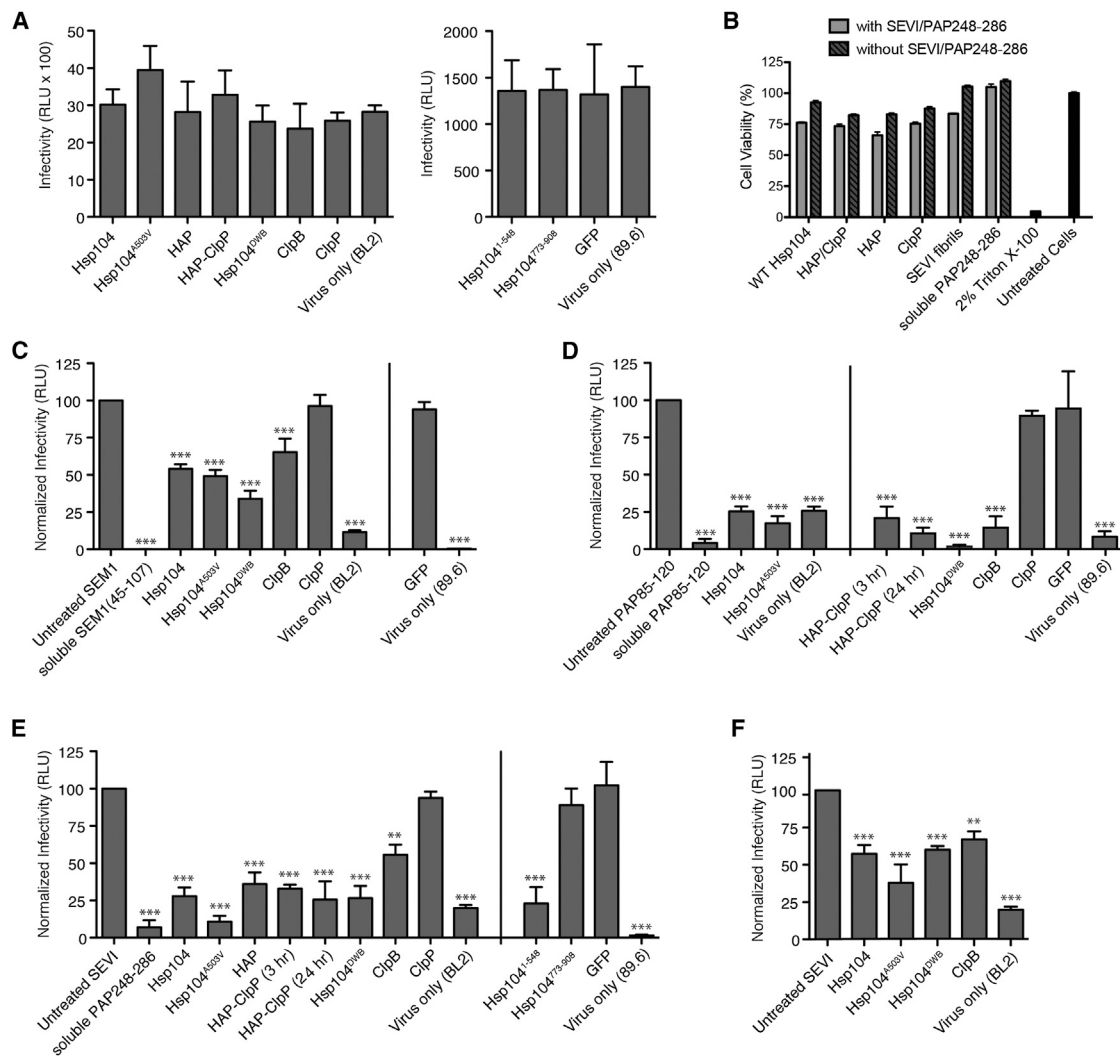 A
Infectivity (RLU x 100)
50
40
30
20
10
0
Hsp104
Hsp104A503V
HAP
HAP-ClpP
Hsp104DWB
ClpB
ClpP
Virus only (BL2)
Infectivity (RLU)
2000
1500
1000
500
0
Hsp1041-548
Hsp104773-908
GFP
Virus only (89.6)
B
with SEVI/PAP248-286
without SEVI/PAP248-286
Cell Viability (%)
125
100
75
50
25
0
WT Hsp104
HAP/ClpP
HAP
ClpP
SEVI fibrils
soluble PAP248-286
2% Triton X-100
Untreated Cells
C
Normalized Infectivity (RLU)
125
100
75
50
25
0
***
***
***
***
***
***
***
Untreated SEM1
soluble SEM1(45-107)
Hsp104
Hsp104A503V
Hsp104DWB
ClpB
ClpP
Virus only (BL2)
GFP
Virus only (89.6)
D
Normalized Infectivity (RLU)
125
100
75
50
25
0
***
***
***
***
***
***
***
***
***
Untreated PAP85-120
soluble PAP85-120
Hsp104
Hsp104A503V
Virus only (BL2)
HAP-ClpP (3 hr)
HAP-ClpP (24 hr)
Hsp104DWB
ClpB
ClpP
GFP
Virus only (89.6)
E
Normalized Infectivity (RLU)
125
100
75
50
25
0
***
***
***
***
***
***
***
**
***
***
***
Untreated SEVI
soluble PAP248-286
Hsp104
Hsp104A503V
HAP
HAP-ClpP (3 hr)
HAP-ClpP (24 hr)
Hsp104DWB
ClpB
ClpP
Virus only (BL2)
Hsp1041-548
Hsp104773-908
GFP
Virus only (89.6)
F
Normalized Infectivity (RLU)
125
100
75
50
25
0
***
***
***
**
***
Untreated SEVI
Hsp104
Hsp104A503V
Hsp104DWB
ClpB
Virus only (BL2)